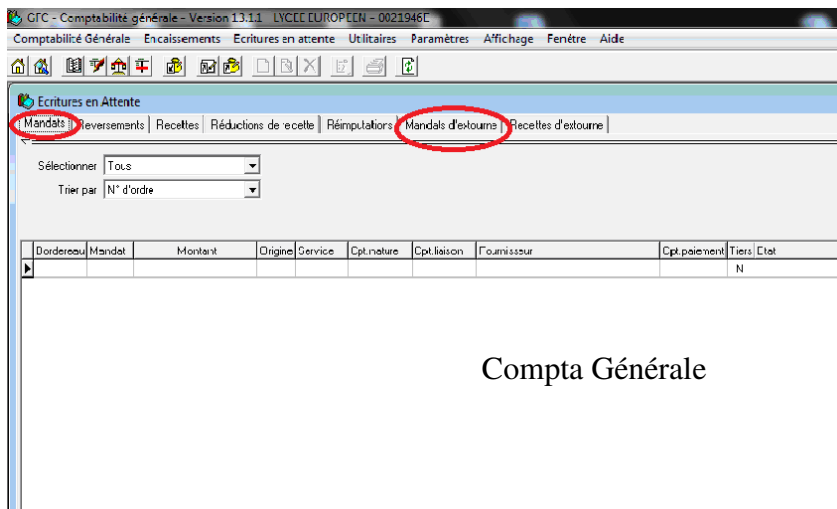 GFC - Comptabilité générale - Version 13.1.1 LYCEE EUROPEEN - 0021946E
Comptabilité Générale Encaissements Ecritures en attente Utilitaires Paramètres Affichage Fenêtre Aide
Ecritures en Attente
Mandats Reversements Recettes Réductions de recette Réimputations Mandats d'extourne Recettes d'extourne
Sélectionner Tous
Trier par N° d'ordre
Bordereau Mandat Montant Origine Service Cpt.nature Cpt.liaison Fournisseur Cpt.paiement Tiers Etat
N
Compta Générale